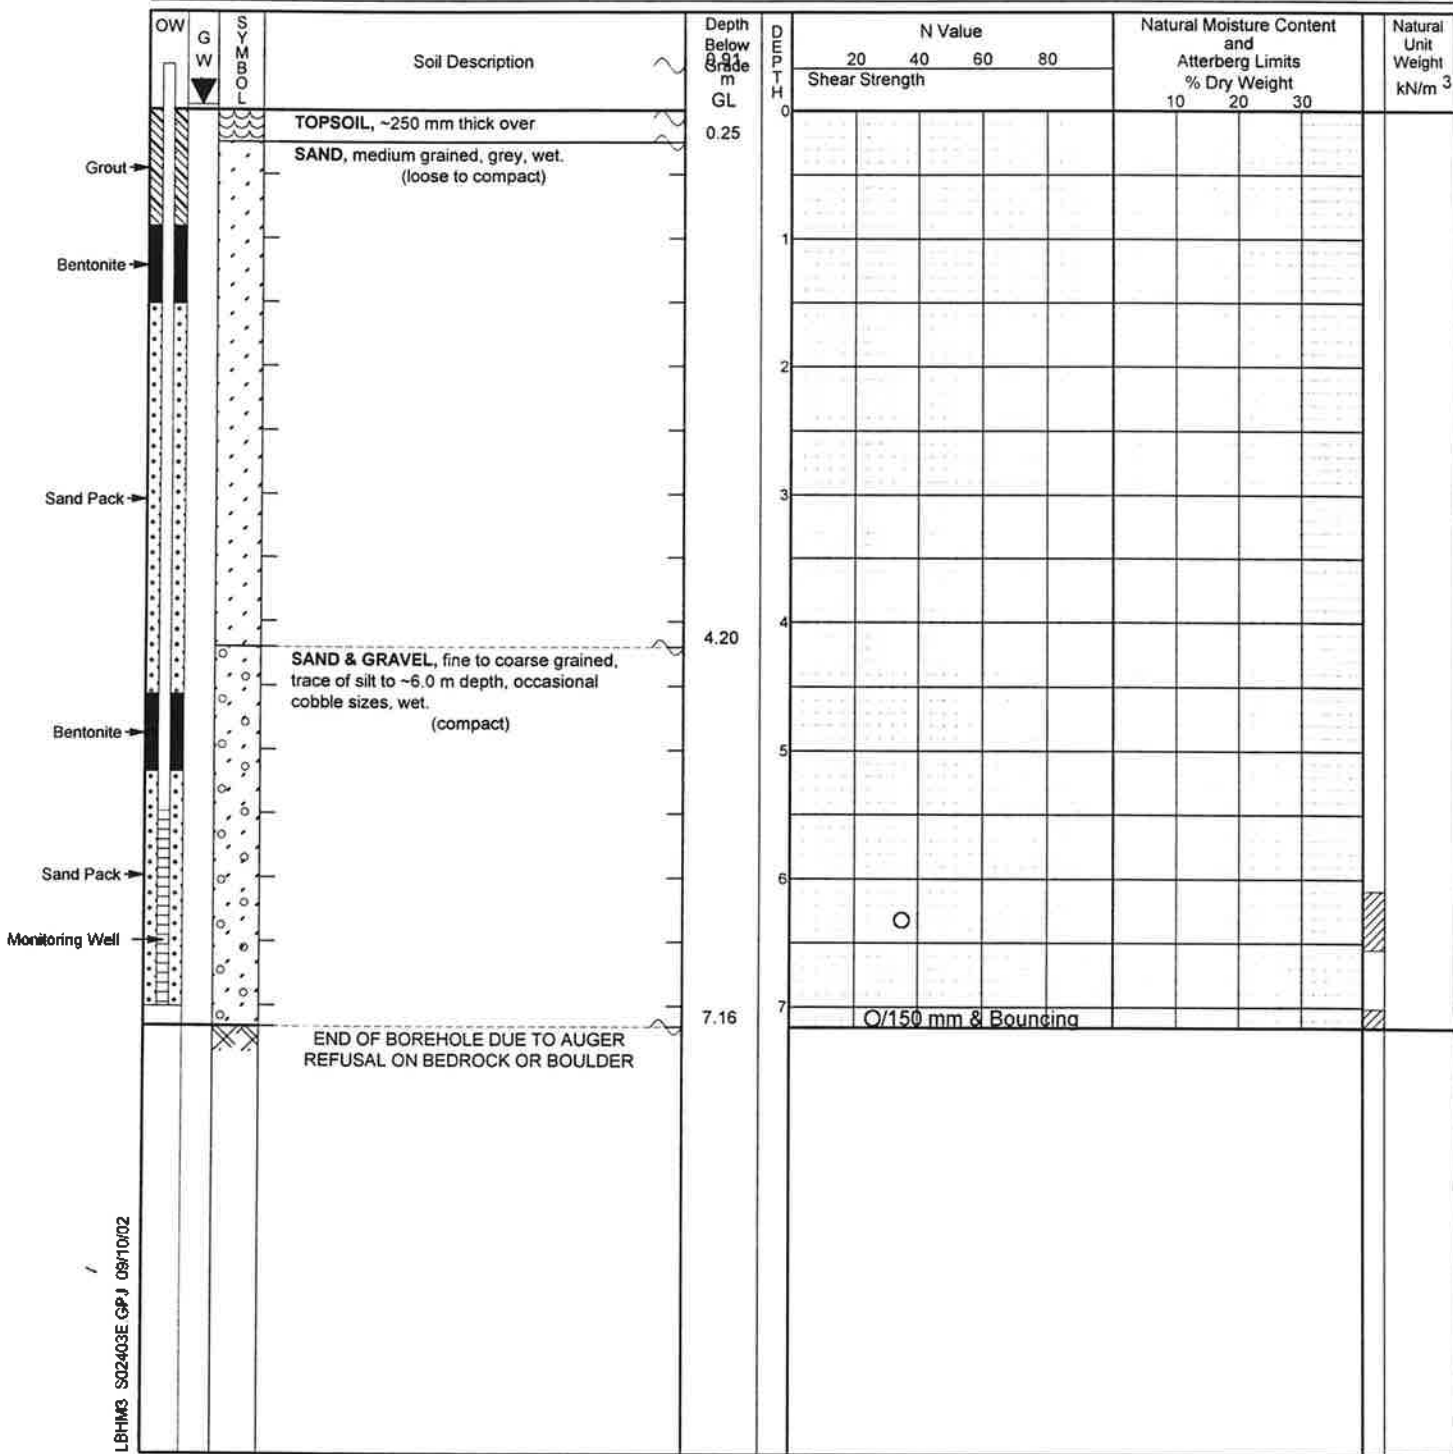 OW
GW
SYMBOL
Soil Description
Depth
Below
Grade
m
GL
DEPTH
N Value
20 40 60 80
Shear Strength
Natural Moisture Content
and
Atterberg Limits
% Dry Weight
10 20 30
Natural
Unit
Weight
kN/m 3
0
TOPSOIL, ~250 mm thick over
0.25
SAND, medium grained, grey, wet.
(loose to compact)
Grout
1
Bentonite
2
Sand Pack
3
4
4.20
SAND & GRAVEL, fine to coarse grained,
trace of silt to ~6.0 m depth, occasional
cobble sizes, wet.
(compact)
Bentonite
5
Sand Pack
6
Monitoring Well
7
7.16
O/150 mm & Bouncing
END OF BOREHOLE DUE TO AUGER
REFUSAL ON BEDROCK OR BOULDER
LBHM3 S02403E.GPJ 09/10/02